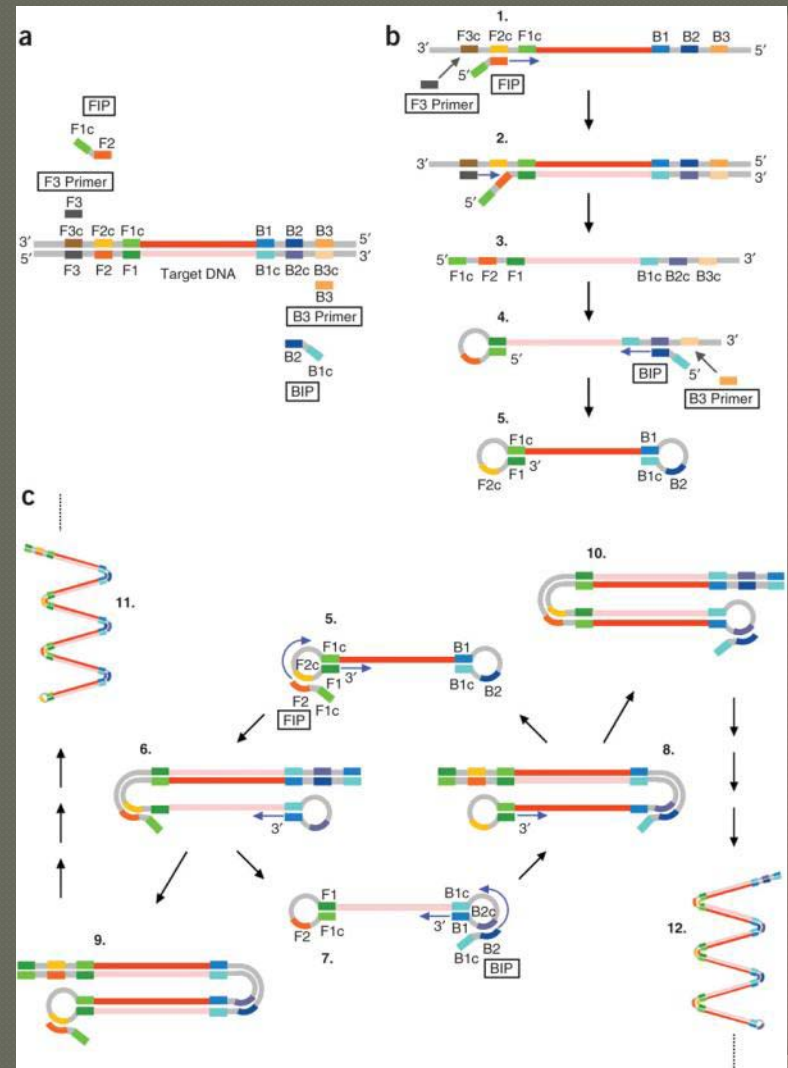 a
FIP
F1c
F2
F3 Primer
F3
F3c F2c F1c B1 B2 B3
3′ 5′
5′ 3′
F3 F2 F1 Target DNA B1c B2c B3c
B3
B3 Primer
B2
B1c
BIP
b
1.
F3c F2c F1c B1 B2 B3
3′ 5′
5′
FIP
F3 Primer
2.
3′ 5′
3′
5′
3.
5′ 3′
F1c F2 F1 B1c B2c B3c
4.
3′
5′
BIP 5′
B3 Primer
5.
F1c B1
3′
F2c F1 B1c B2
c
11.
10.
5.
F1c B1
F2c 3′
F1 B1c B2
F2 F1c
FIP
6.
3′
8.
3′
7.
F1 B1c
B2c
3′
F2 F1c B1 B2
B1c
BIP
9.
12.